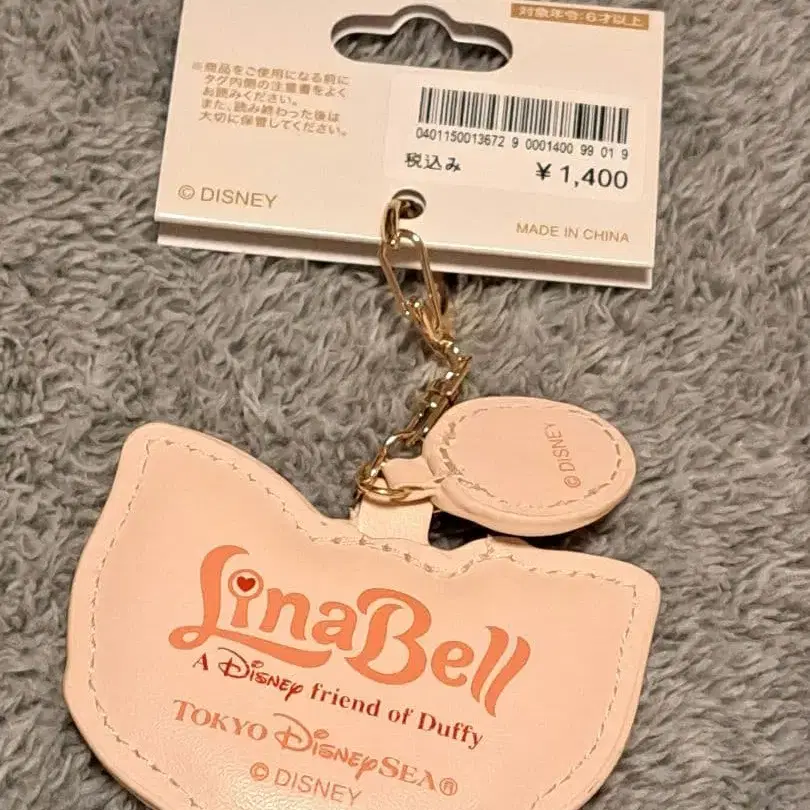 対象年令:6才以上
※商品をご使用になる前に
タグ内側の注意書をよく
お読みください。
また、読み終わった後は
大切に保管してください。
0401150013672 9 0001400 99 01 9
税込み ¥1,400
© DISNEY
MADE IN CHINA
© DISNEY
LinaBell
A Disney friend of Duffy
TOKYO DISNEYSEA®
© DISNEY